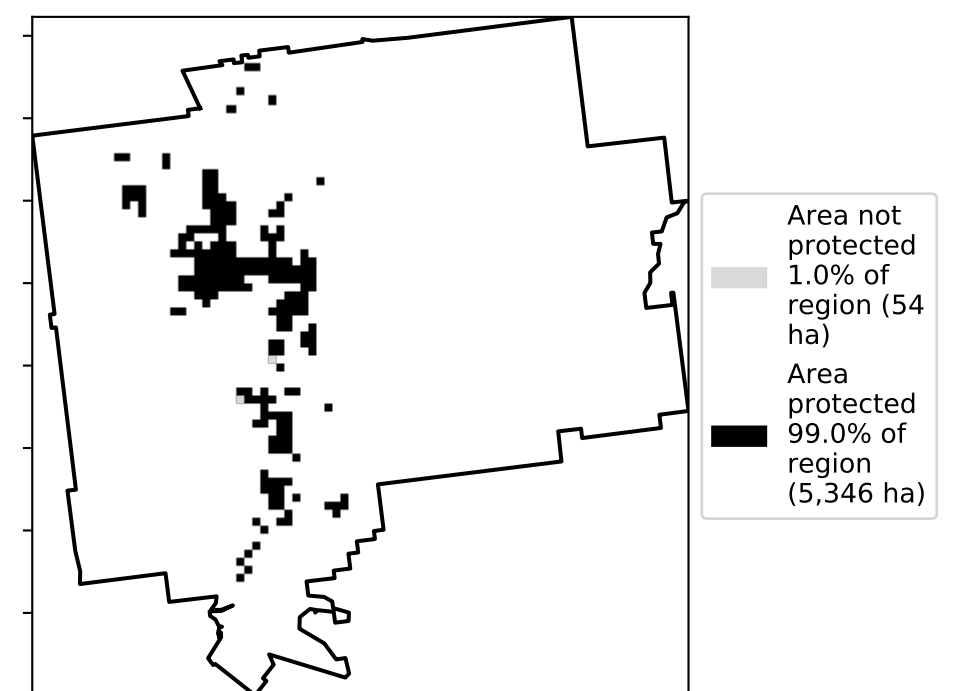 Area not
protected
1.0% of
region (54
ha)
Area
protected
99.0% of
region
(5,346 ha)